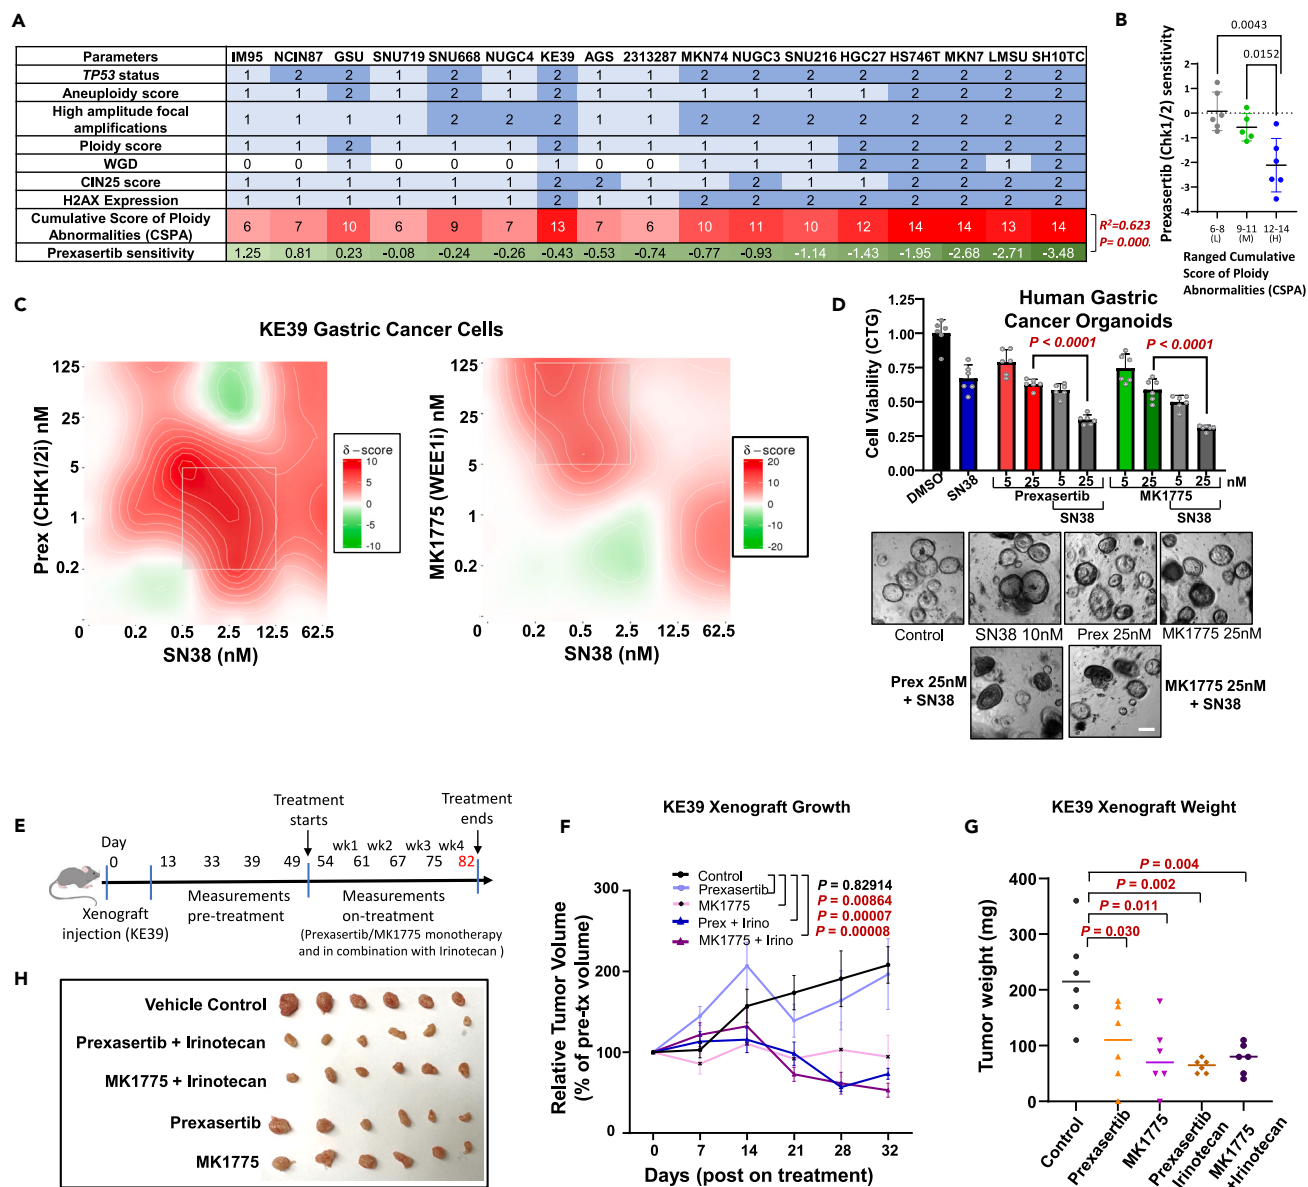 A
Parameters IM95 NCIN87 GSU SNU719 SNU668 NUGC4 KE39 AGS 2313287 MKN74 NUGC3 SNU216 HGC27 HS746T MKN7 LMSU SH10TC
TP53 status 1 2 2 1 2 1 2 1 1 2 2 2 2 2 2 2 2
Aneuploidy score 1 1 2 1 2 1 2 1 1 1 1 1 1 2 2 2 2
High amplitude focal
amplifications 1 1 1 1 2 2 2 1 1 2 2 2 2 2 2 2 2
Ploidy score 1 1 2 1 1 1 2 1 1 1 1 1 2 2 2 2 2
WGD 0 0 1 0 0 0 1 0 0 1 1 1 2 2 2 1 2
CIN25 score 1 1 1 1 1 1 2 2 1 1 2 1 1 2 2 2 2
H2AX Expression 1 1 1 1 1 1 2 1 1 2 2 2 2 2 2 2 2
Cumulative Score of Ploidy
Abnormalities (CSPA) 6 7 10 6 9 7 13 7 6 10 11 10 12 14 14 13 14
Prexasertib sensitivity 1.25 0.81 0.23 -0.08 -0.24 -0.26 -0.43 -0.53 -0.74 -0.77 -0.93 -1.14 -1.43 -1.95 -2.68 -2.71 -3.48
R²=0.623
P= 0.000.
B
0.0043
0.0152
Prexasertib (Chk1/2) sensitivity
2
1
0
-1
-2
-3
-4
6-8 9-11 12-14
(L) (M) (H)
Ranged Cumulative
Score of Ploidy
Abnormalities (CSPA)
C
KE39 Gastric Cancer Cells
Prex (CHK1/2i) nM
125
25
5
1
0.2
0 0.2 0.5 2.5 12.5 62.5
SN38 (nM)
δ – score
10
5
0
-5
-10
MK1775 (WEE1i) nM
125
25
5
1
0.2
0 0.2 0.5 2.5 12.5 62.5
SN38 (nM)
δ – score
20
10
0
-10
-20
D
Human Gastric
Cancer Organoids
P < 0.0001 P < 0.0001
Cell Viability (CTG)
1.25
1.00
0.75
0.50
0.25
0.00
DMSO SN38 5 25 5 25 5 25 5 25 nM
Prexasertib MK1775
SN38 SN38
Control SN38 10nM Prex 25nM MK1775 25nM
Prex 25nM
+ SN38
MK1775 25nM
+ SN38
E
Treatment
starts
Treatment
ends
Day
wk1 wk2 wk3 wk4
0 13 33 39 49 54 61 67 75 82
Xenograft
injection (KE39)
Measurements
pre-treatment
Measurements
on-treatment
(Prexasertib/MK1775 monotherapy
and in combination with Irinotecan )
F
KE39 Xenograft Growth
Control
Prexasertib
MK1775
Prex + Irino
MK1775 + Irino
P = 0.82914
P = 0.00864
P = 0.00007
P = 0.00008
Relative Tumor Volume
(% of pre-tx volume)
300
200
100
0
0 7 14 21 28 32
Days (post on treatment)
G
KE39 Xenograft Weight
P = 0.004
P = 0.002
P = 0.011
P = 0.030
Tumor weight (mg)
400
300
200
100
0
Control
Prexasertib
MK1775
Prexasertib
Irinotecan
MK1775
+Irinotecan
H
Vehicle Control
Prexasertib + Irinotecan
MK1775 + Irinotecan
Prexasertib
MK1775